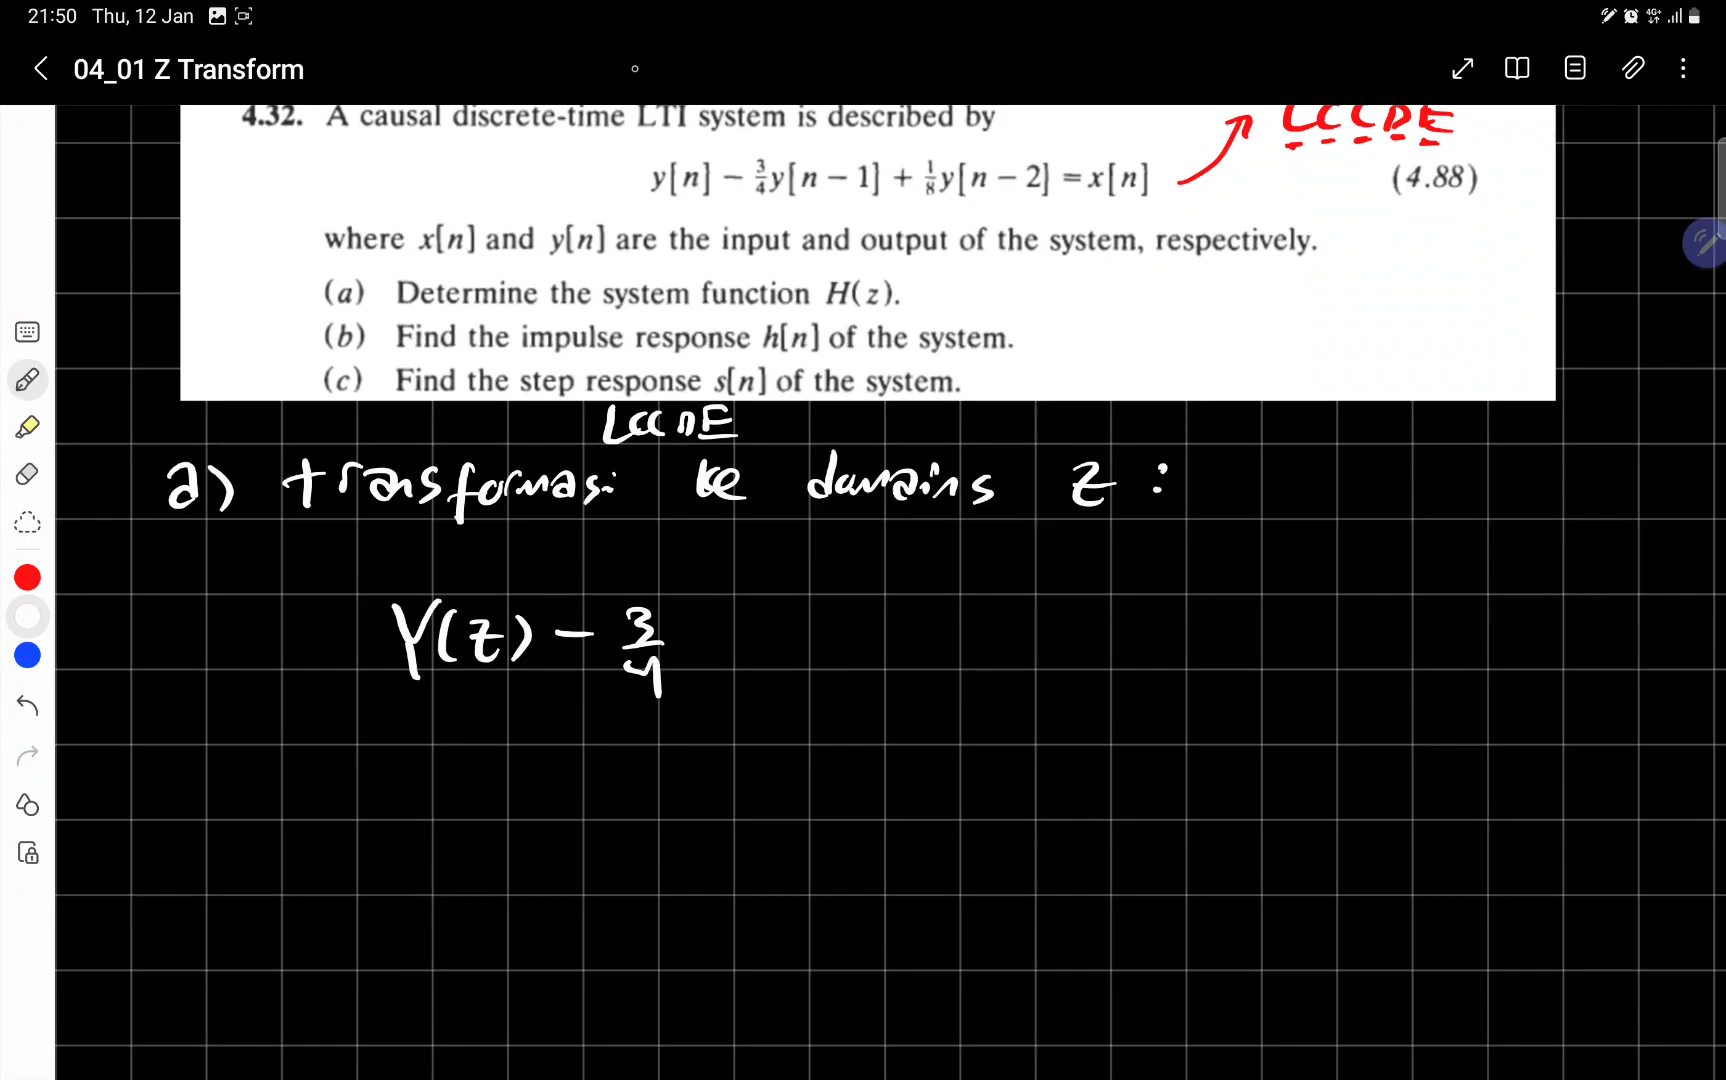 21:50 Thu, 12 Jan
4G+
04_01 Z Transform
4.32. A causal discrete-time LTI system is described by
LCCDE
y[n] − 3/4 y[n − 1] + 1/8 y[n − 2] = x[n] (4.88)
where x[n] and y[n] are the input and output of the system, respectively.
(a) Determine the system function H(z).
(b) Find the impulse response h[n] of the system.
(c) Find the step response s[n] of the system.
LCCDE
a) transformasi ke domains z :
Y(z) − 3/4